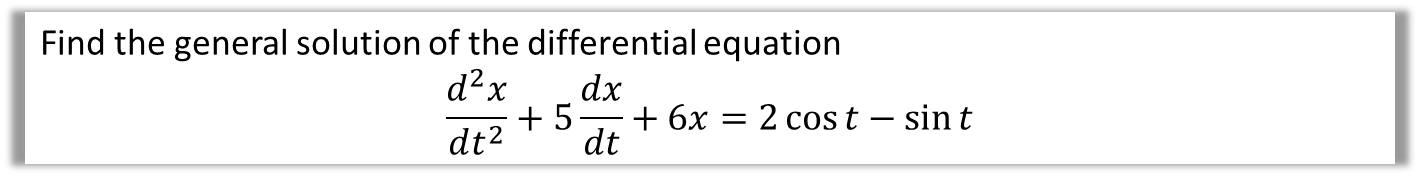 Find the general solution of the differential equation
d²x/dt² + 5 dx/dt + 6x = 2 cos t − sin t